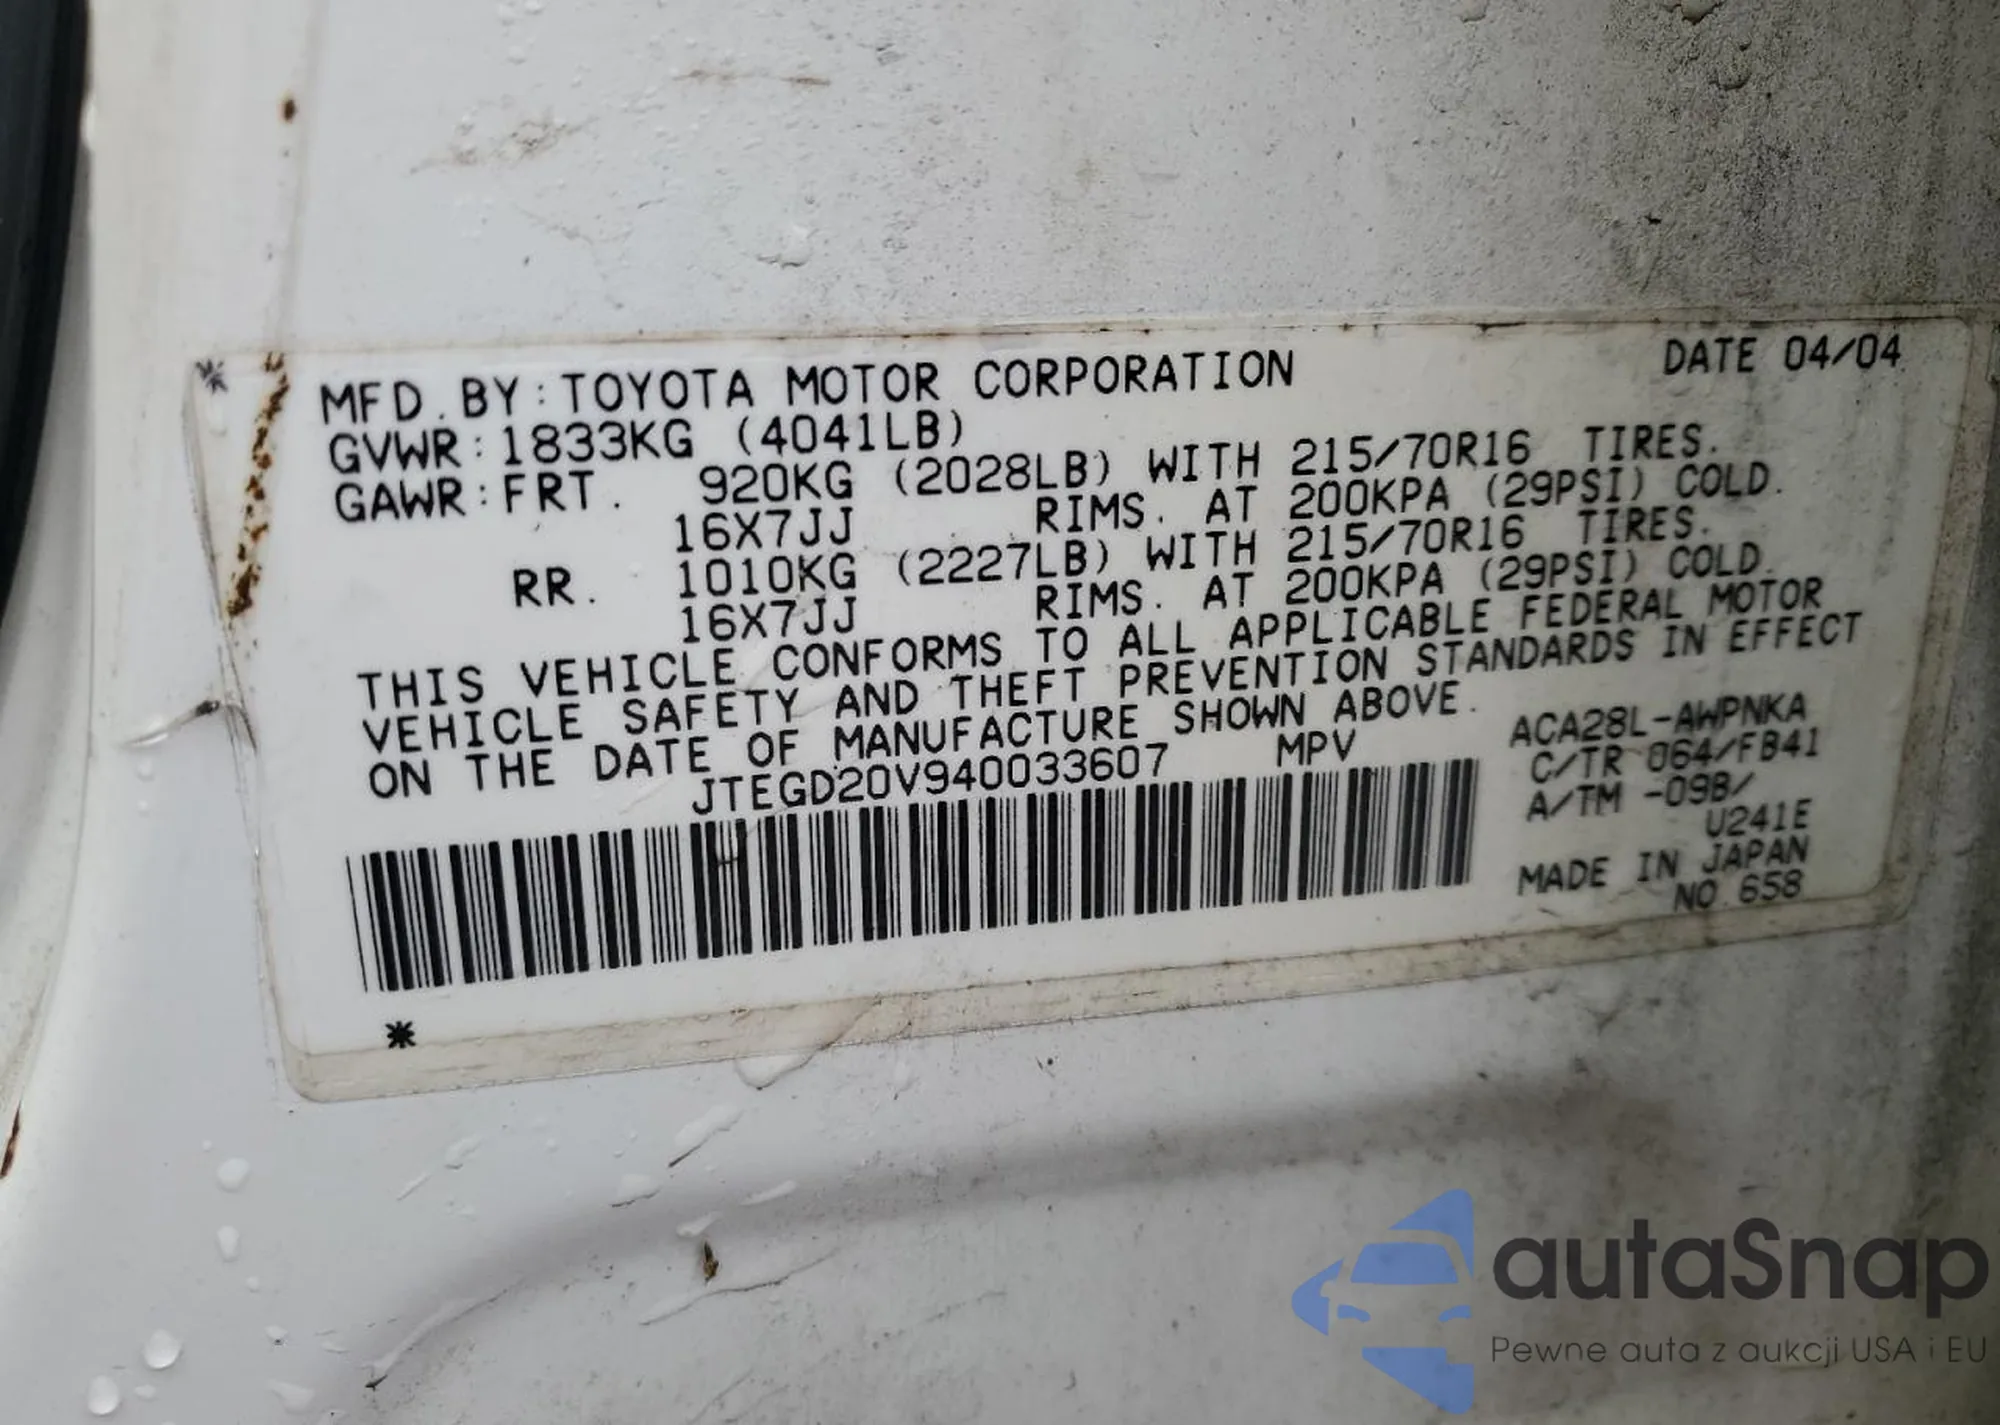 MFD. BY: TOYOTA MOTOR CORPORATION DATE 04/04
GVWR: 1833KG (4041LB)
GAWR: FRT. 920KG (2028LB) WITH 215/70R16 TIRES.
16X7JJ RIMS. AT 200KPA (29PSI) COLD.
RR. 1010KG (2227LB) WITH 215/70R16 TIRES.
16X7JJ RIMS. AT 200KPA (29PSI) COLD.
THIS VEHICLE CONFORMS TO ALL APPLICABLE FEDERAL MOTOR
VEHICLE SAFETY AND THEFT PREVENTION STANDARDS IN EFFECT
ON THE DATE OF MANUFACTURE SHOWN ABOVE.
JTEGD20V940033607 MPV
ACA28L-AWPNKA
C/TR 064/FB41
A/TM -09B/
U241E
MADE IN JAPAN
NO. 658
*
*
autaSnap
Pewne auta z aukcji USA i EU